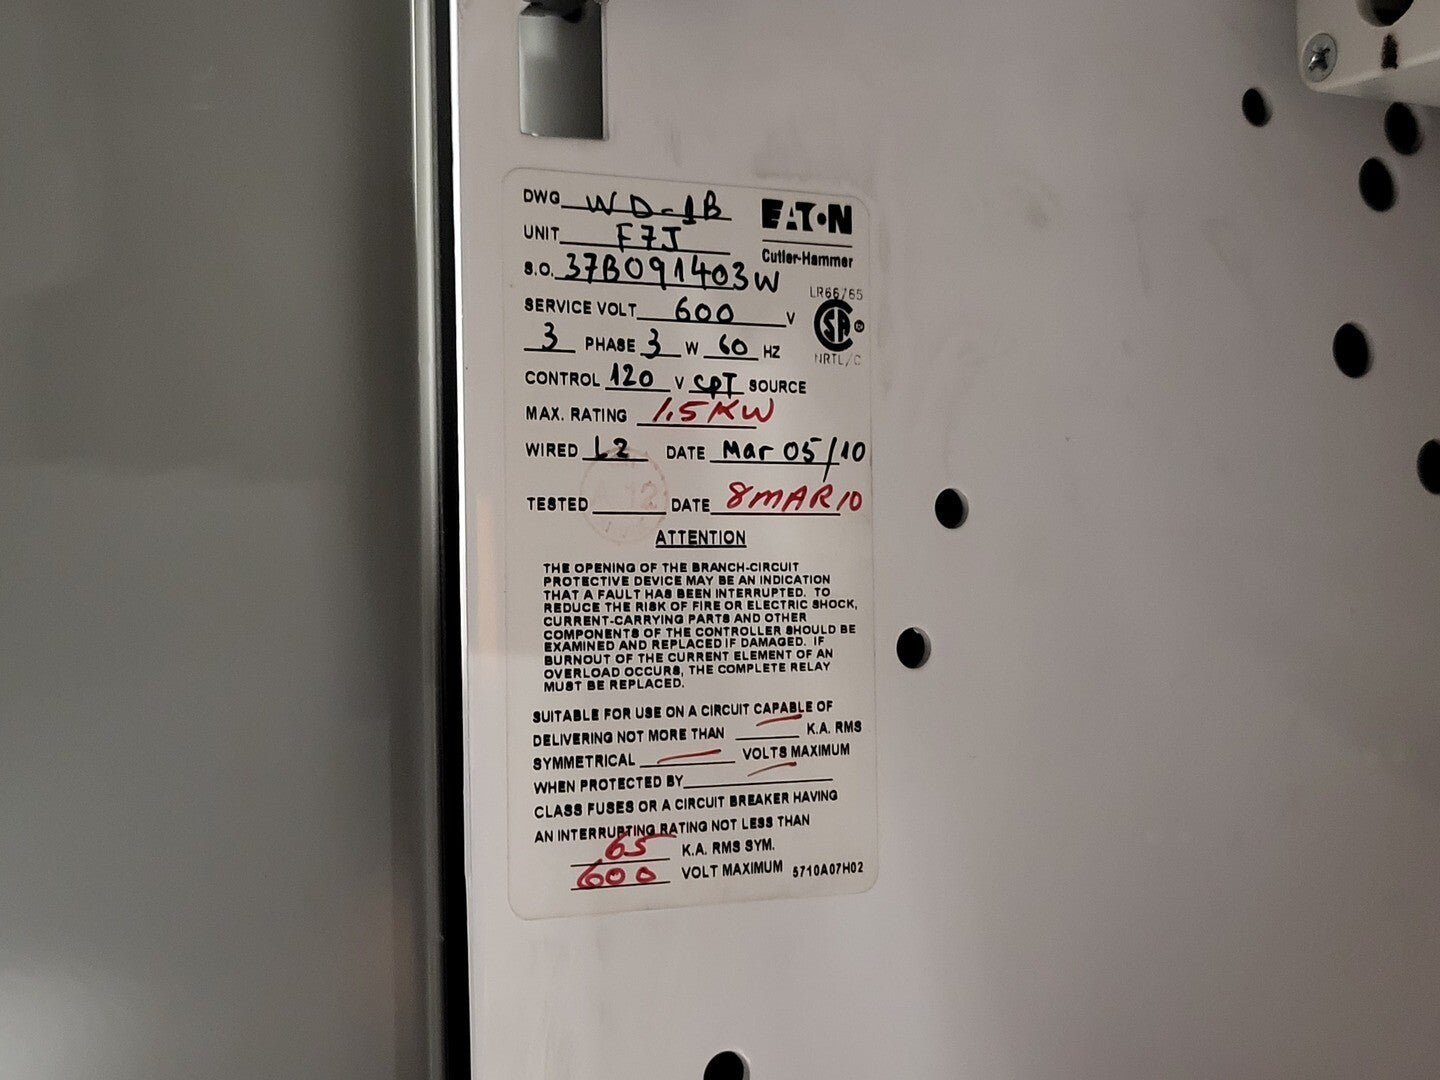 DWG WD-1B
EATON
UNIT F7J
Cutler-Hammer
S.O. 37B091403W
LR66765
SERVICE VOLT 600 V
SA
3 PHASE 3 W 60 HZ
NRTL/C
CONTROL 120 V CPT SOURCE
MAX. RATING 1.5KW
WIRED L2 DATE Mar 05/10
TESTED DATE 8MAR10
ATTENTION
THE OPENING OF THE BRANCH-CIRCUIT
PROTECTIVE DEVICE MAY BE AN INDICATION
THAT A FAULT HAS BEEN INTERRUPTED. TO
REDUCE THE RISK OF FIRE OR ELECTRIC SHOCK,
CURRENT-CARRYING PARTS AND OTHER
COMPONENTS OF THE CONTROLLER SHOULD BE
EXAMINED AND REPLACED IF DAMAGED. IF
BURNOUT OF THE CURRENT ELEMENT OF AN
OVERLOAD OCCURS, THE COMPLETE RELAY
MUST BE REPLACED.
SUITABLE FOR USE ON A CIRCUIT CAPABLE OF
DELIVERING NOT MORE THAN K.A. RMS
SYMMETRICAL VOLTS MAXIMUM
WHEN PROTECTED BY
CLASS FUSES OR A CIRCUIT BREAKER HAVING
AN INTERRUPTING RATING NOT LESS THAN
65 K.A. RMS SYM.
600 VOLT MAXIMUM 5710A07H02